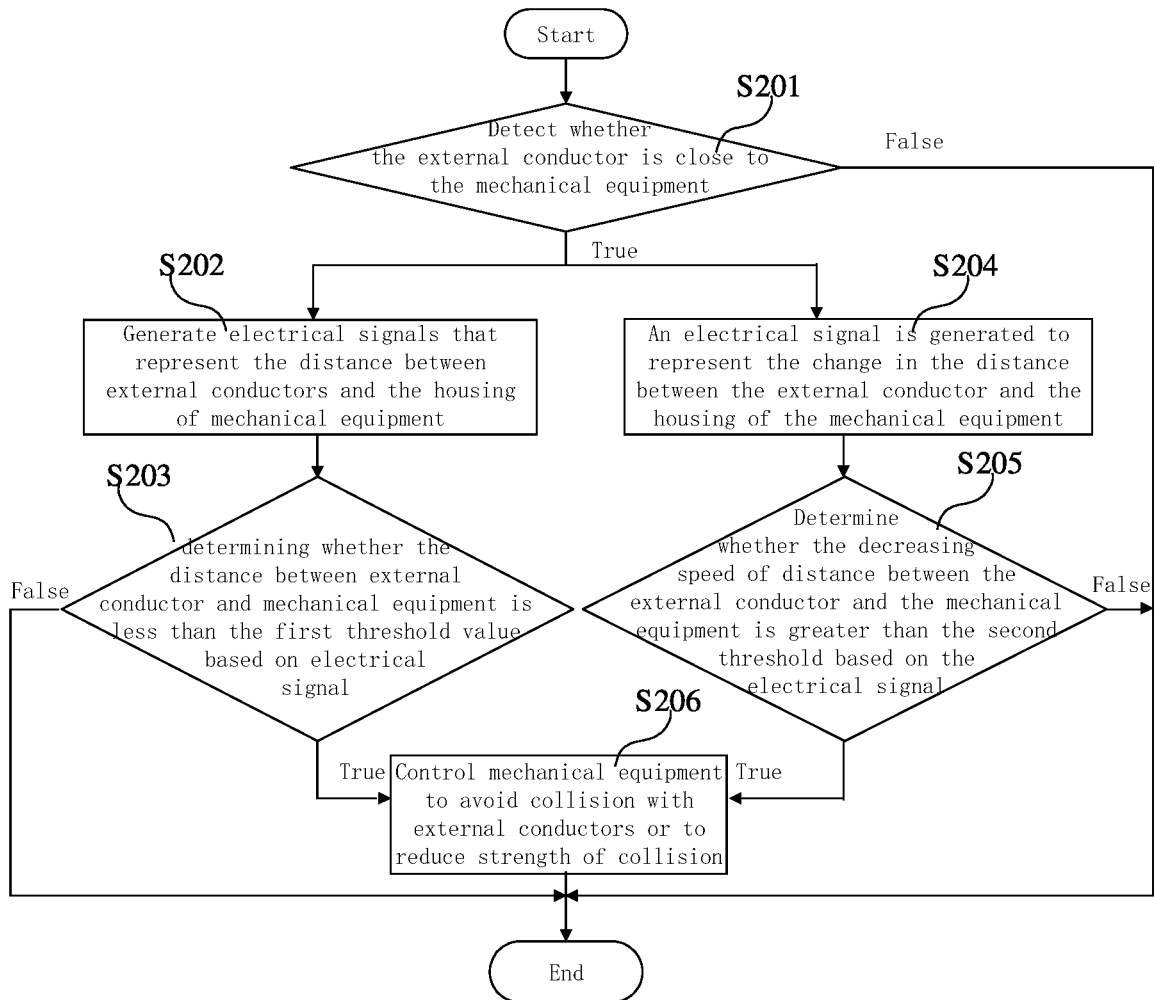 Start
S201
Detect whether
the external conductor is close to
the mechanical equipment
False
True
S202
Generate electrical signals that
represent the distance between
external conductors and the housing
of mechanical equipment
S204
An electrical signal is generated to
represent the change in the distance
between the external conductor and the
housing of the mechanical equipment
S203
determining whether the
distance between external
conductor and mechanical equipment is
less than the first threshold value
based on electrical
signal
False
S205
Determine
whether the decreasing
speed of distance between the
external conductor and the mechanical
equipment is greater than the second
threshold based on the
electrical signal
False
S206
True
Control mechanical equipment
to avoid collision with
external conductors or to
reduce strength of collision
True
End